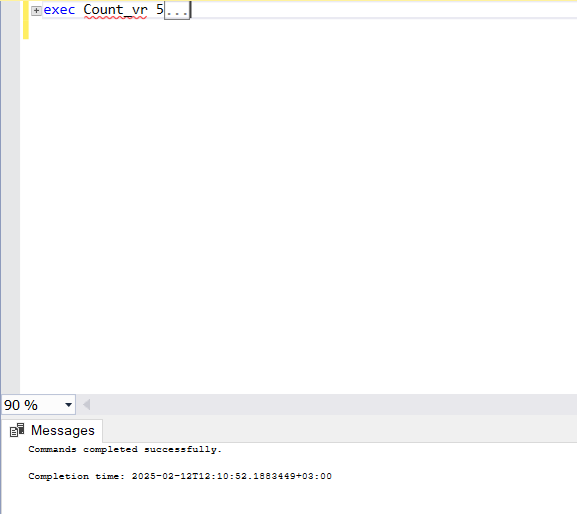 exec Count_vr 5...
90 %
Messages
Commands completed successfully.
Completion time: 2025-02-12T12:10:52.1883449+03:00